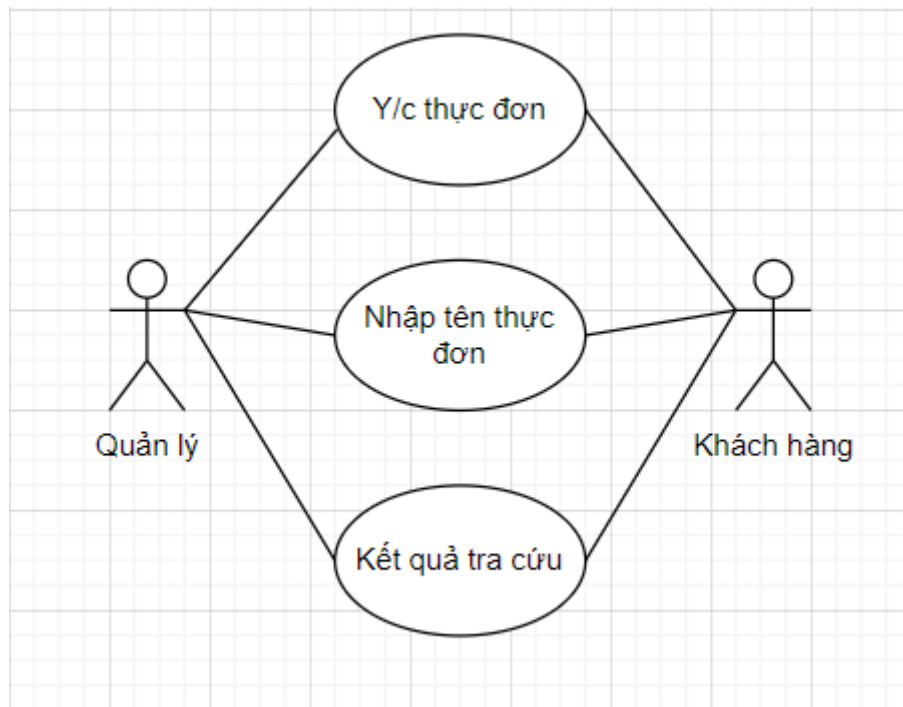 Y/c thực đơn
Nhập tên thực
đơn
Quản lý
Khách hàng
Kết quả tra cứu